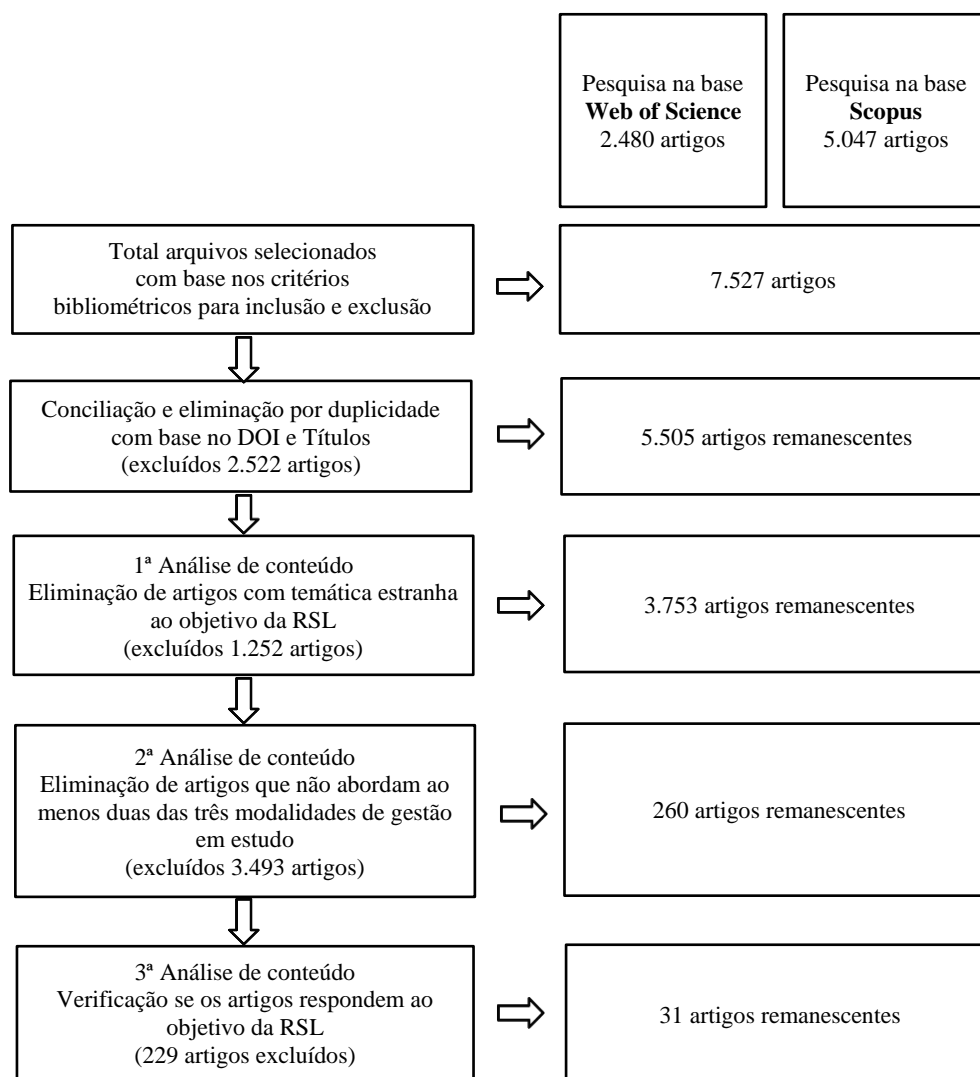 Pesquisa na base
Web of Science
2.480 artigos
Pesquisa na base
Scopus
5.047 artigos
Total arquivos selecionados
com base nos critérios
bibliométricos para inclusão e exclusão
7.527 artigos
Conciliação e eliminação por duplicidade
com base no DOI e Títulos
(excluídos 2.522 artigos)
5.505 artigos remanescentes
1ª Análise de conteúdo
Eliminação de artigos com temática estranha
ao objetivo da RSL
(excluídos 1.252 artigos)
3.753 artigos remanescentes
2ª Análise de conteúdo
Eliminação de artigos que não abordam ao
menos duas das três modalidades de gestão
em estudo
(excluídos 3.493 artigos)
260 artigos remanescentes
3ª Análise de conteúdo
Verificação se os artigos respondem ao
objetivo da RSL
(229 artigos excluídos)
31 artigos remanescentes